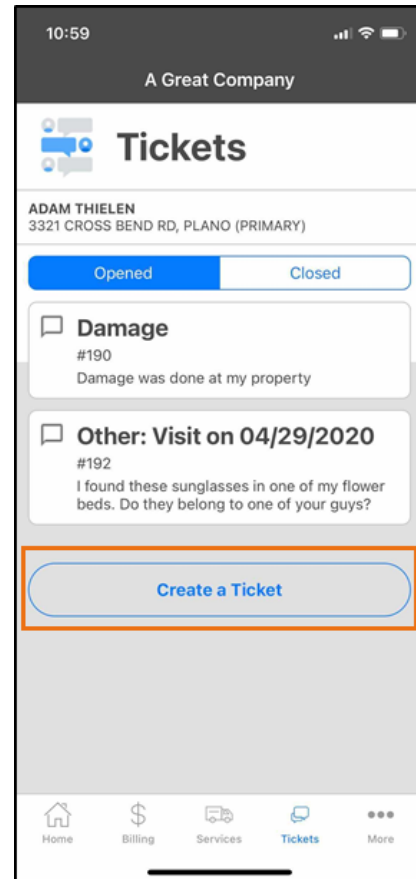 10:59
A Great Company
Tickets
ADAM THIELEN
3321 CROSS BEND RD, PLANO (PRIMARY)
Opened Closed
Damage
#190
Damage was done at my property
Other: Visit on 04/29/2020
#192
I found these sunglasses in one of my flower
beds. Do they belong to one of your guys?
Create a Ticket
Home Billing Services Tickets More